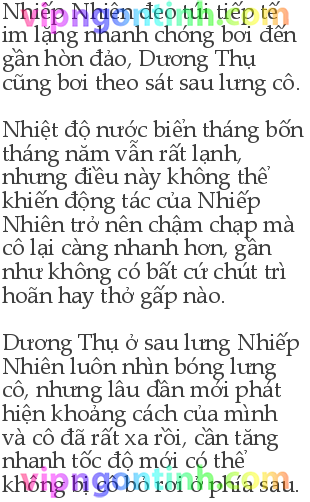 Nhiếp Nhiên đeo túi tiếp tế
im lặng nhanh chóng bơi đến
gần hòn đảo, Dương Thụ
cũng bơi theo sát sau lưng cô.
Nhiệt độ nước biển tháng bốn
tháng năm vẫn rất lạnh,
nhưng điều này không thể
khiến động tác của Nhiếp
Nhiên trở nên chậm chạp mà
cô lại càng nhanh hơn, gần
như không có bất cứ chút trì
hoãn hay thở gấp nào.
Dương Thụ ở sau lưng Nhiếp
Nhiên luôn nhìn bóng lưng
cô, nhưng lâu dần mới phát
hiện khoảng cách của mình
và cô đã rất xa rồi, cần tăng
nhanh tốc độ mới có thể
không bị cô bỏ rơi ở phía sau.
vipngontinh.com
vipngontinh.com